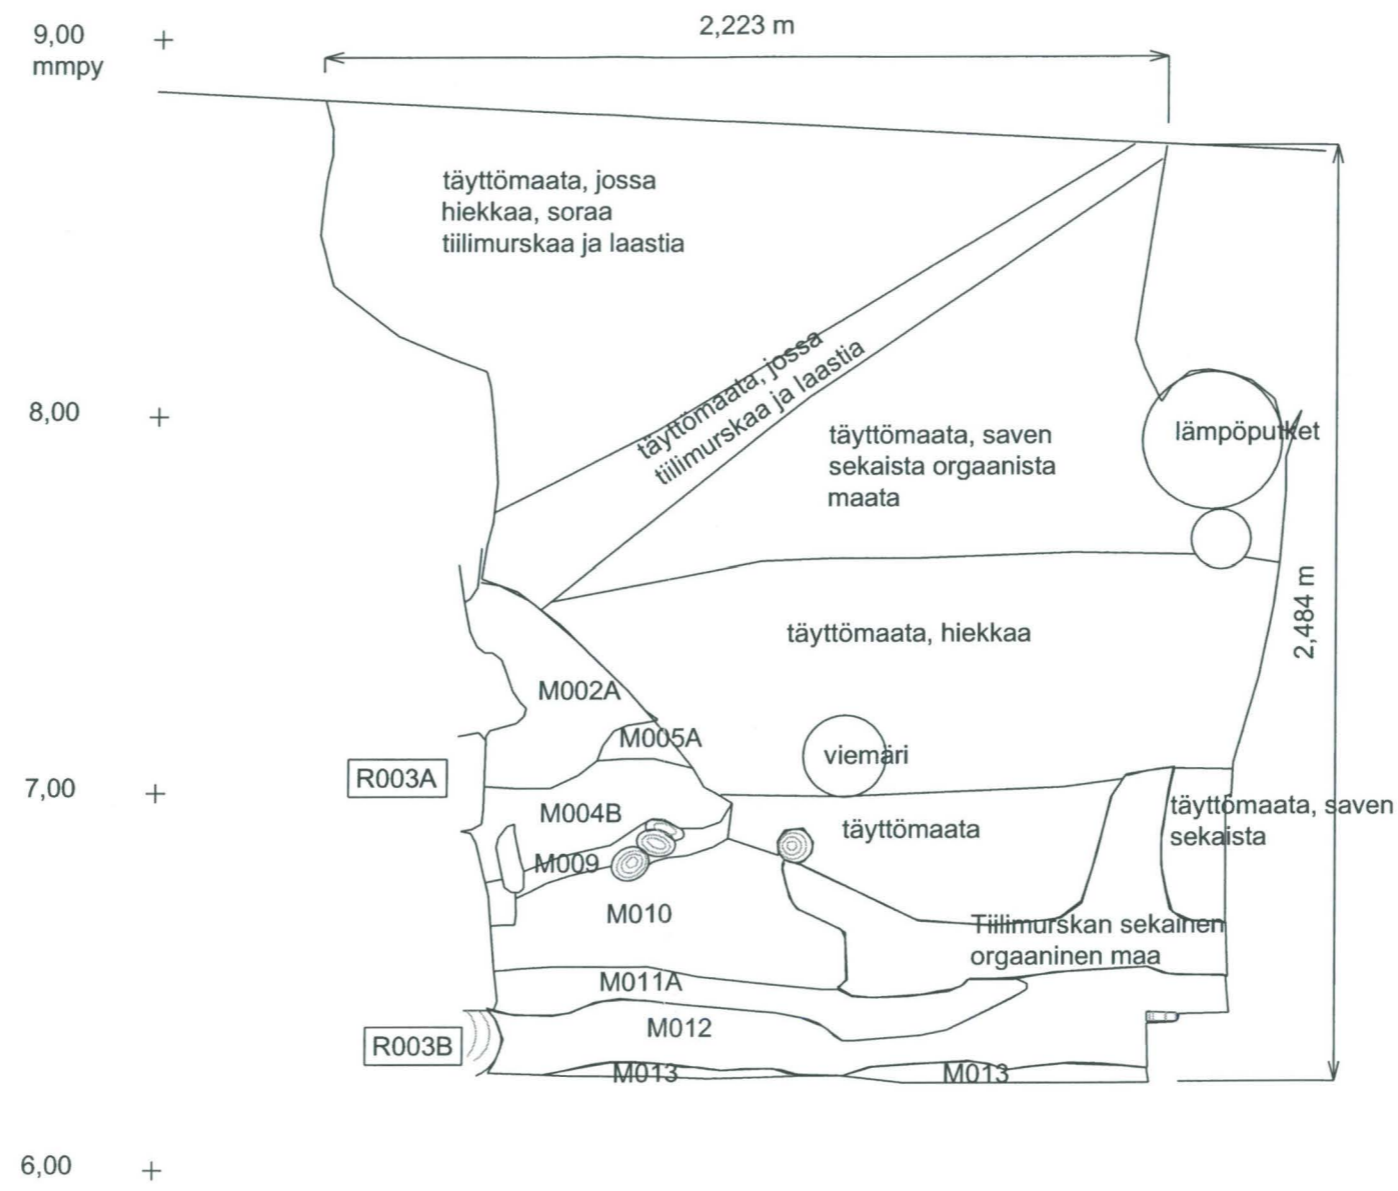 9,00
mmpy
2,223 m
täyttömaata, jossa
hiekkaa, soraa
tiilimurskaa ja laastia
täyttömaata, jossa
tiilimurskaa ja laastia
8,00
täyttömaata, saven
sekaista orgaanista
maata
lämpöputket
2,484 m
täyttömaata, hiekkaa
M002A
M005A
viemäri
R003A
7,00
M004B
täyttömaata
täyttömaata, saven
sekaista
M009
M010
Tiilimurskan sekainen
orgaaninen maa
M011A
M012
R003B
M013
M013
6,00